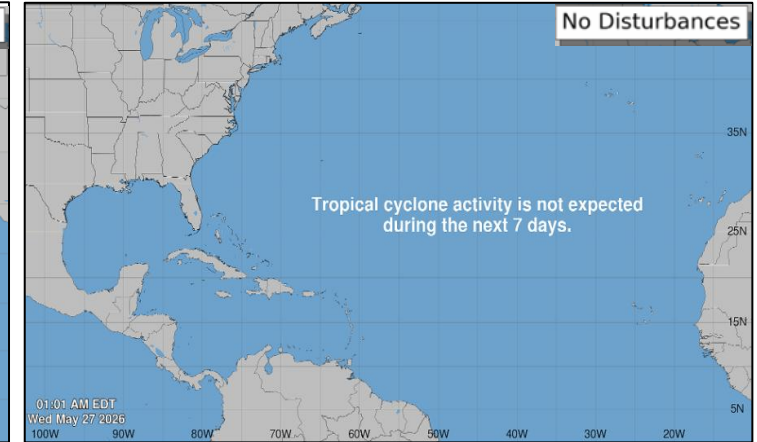 No Disturbances
35N
Tropical cyclone activity is not expected
during the next 7 days.
25N
15N
01:01 AM EDT
Wed May 27 2026
5N
100W 90W 80W 70W 60W 50W 40W 30W 20W